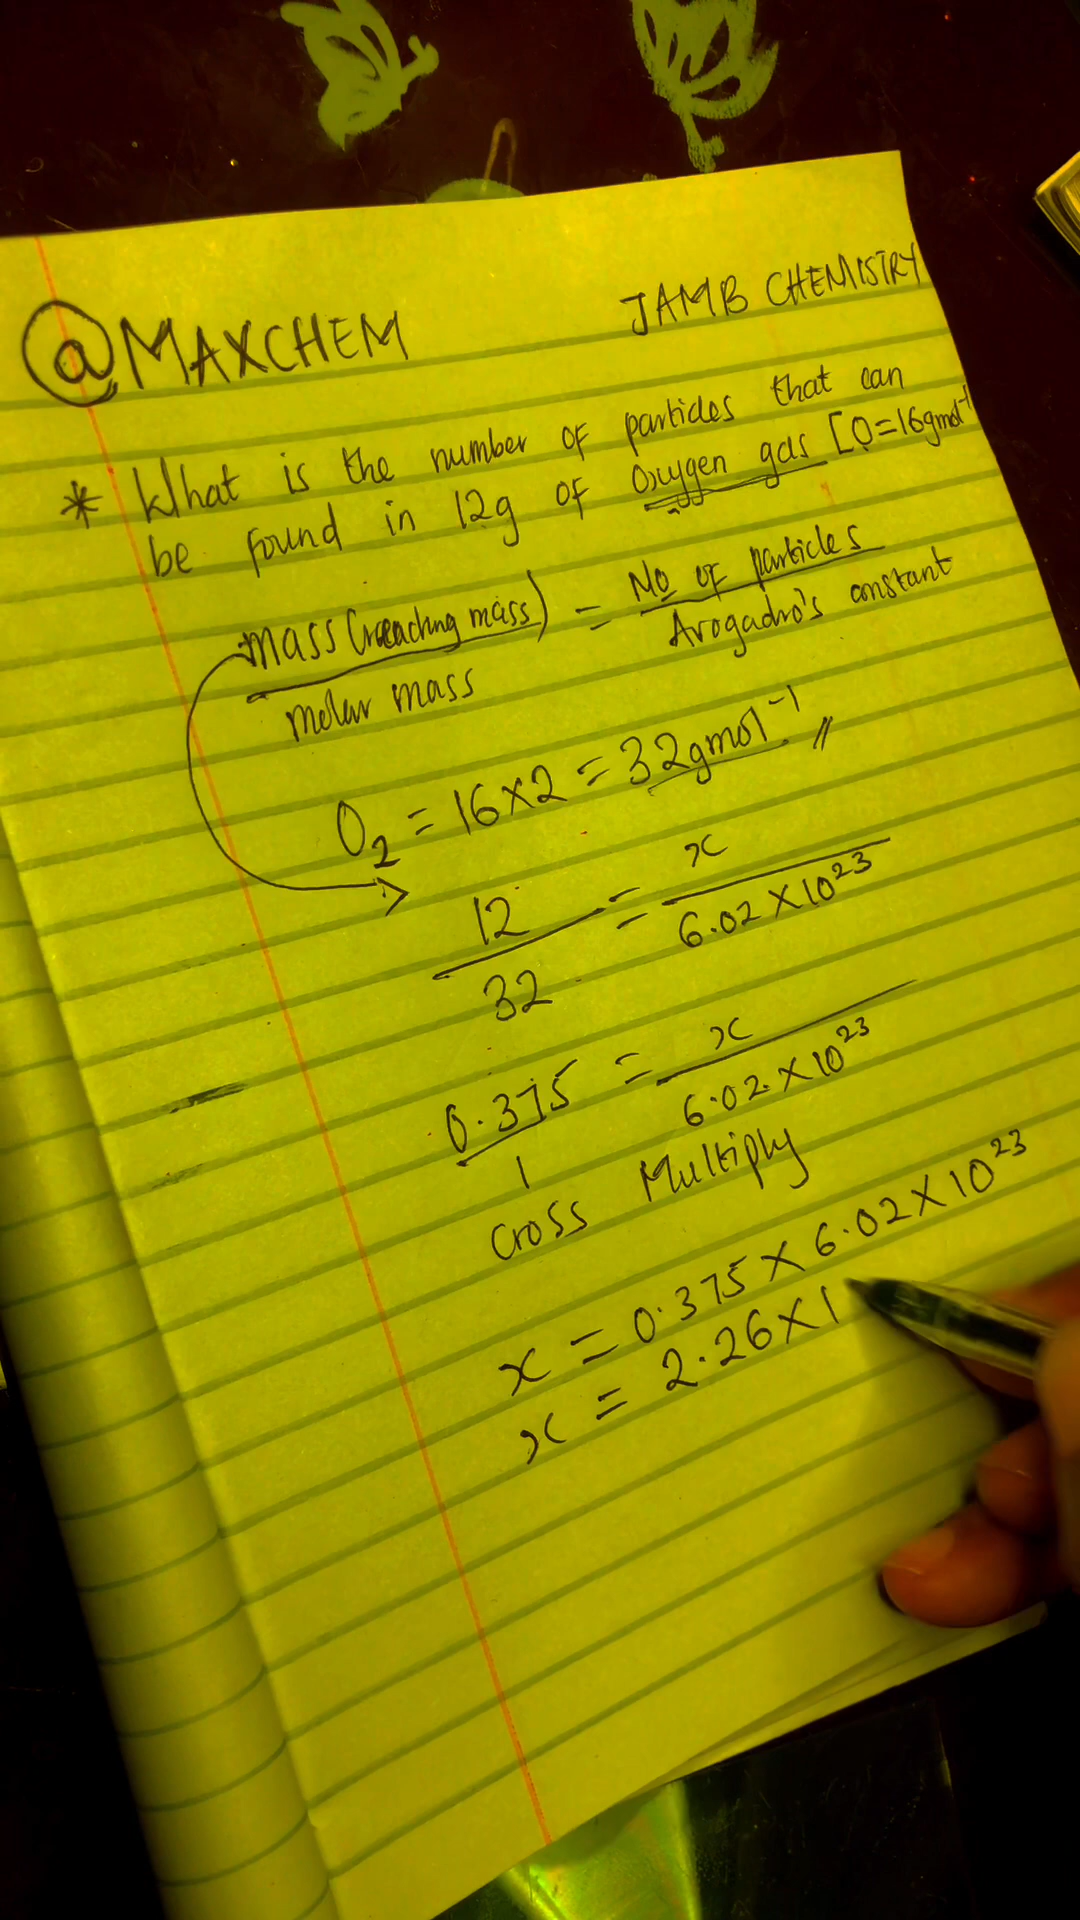 @MAXCHEM JAMB CHEMISTRY
* What is the number of particles that can
be found in 12g of Oxygen gas [O=16gmol⁻¹
mass (reacting mass) / molar mass = No of particles / Avogadro's constant
O₂ = 16×2 = 32gmol⁻¹ //
12 / 32 = x / 6.02×10²³
0.375 / 1 = x / 6.02×10²³
Cross Multiply
x = 0.375 × 6.02×10²³
x = 2.26×1